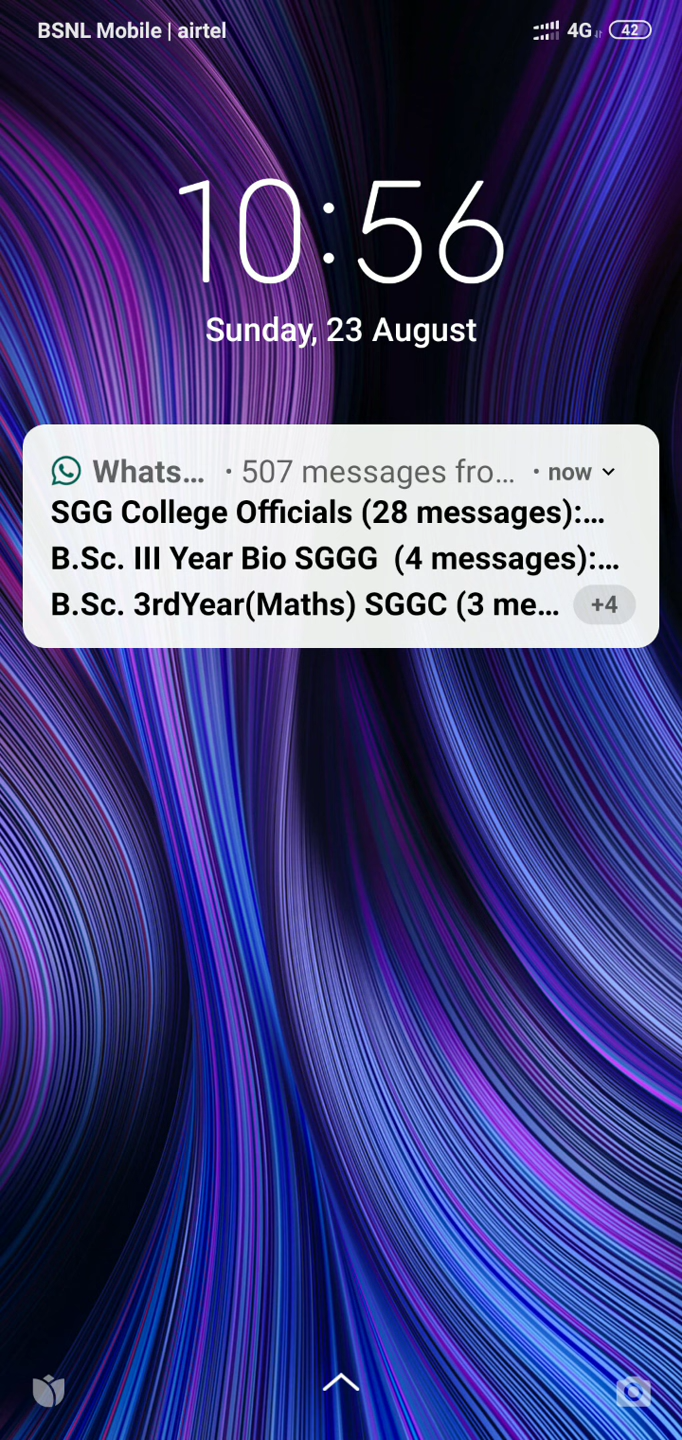 BSNL Mobile | airtel 4G 42
10:56
Sunday, 23 August
Whats... · 507 messages fro... · now
SGG College Officials (28 messages):...
B.Sc. III Year Bio SGGG (4 messages):...
B.Sc. 3rdYear(Maths) SGGC (3 me... +4